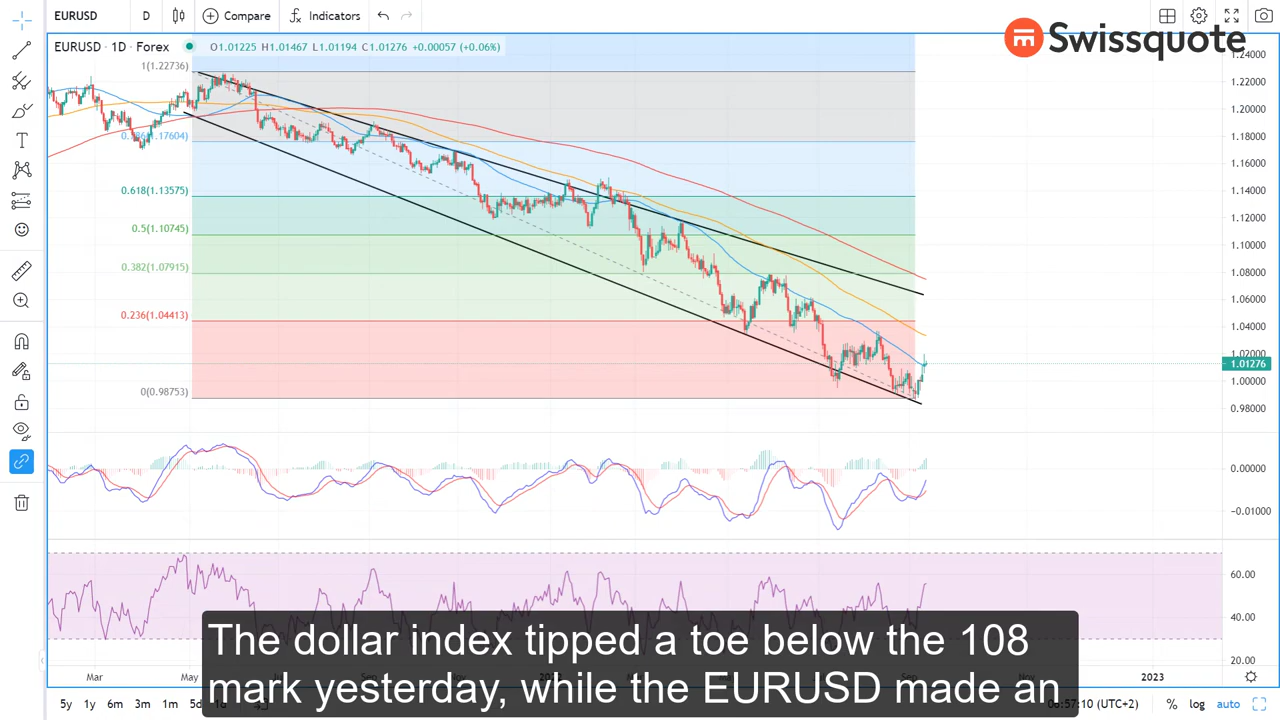 EURUSD
D
Compare
Indicators
Swissquote
EURUSD · 1D · Forex
O1.01225 H1.01467 L1.01194 C1.01276 +0.00057 (+0.06%)
1.24000
1(1.22736)
1.22000
1.20000
1.18000
(1.17604)
1.16000
0.618(1.13575)
1.14000
1.12000
0.5(1.10745)
1.10000
0.382(1.07915)
1.08000
1.06000
0.236(1.04413)
1.04000
1.02000
1.01276
1.00000
0(0.98753)
0.98000
0.00000
−0.01000
60.00
40.00
20.00
The dollar index tipped a toe below the 108
mark yesterday, while the EURUSD made an
Mar
May
2023
5y 1y 6m 3m 1m 5d
(UTC+2)
% log auto